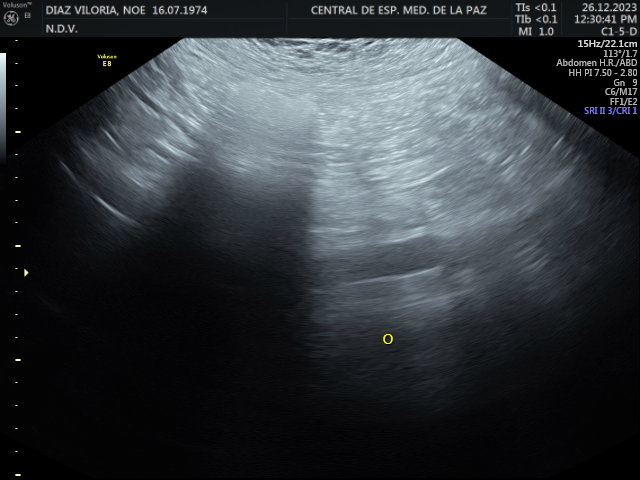 Voluson™
GE E8
DIAZ VILORIA, NOE 16.07.1974
N.D.V.
CENTRAL DE ESP. MED. DE LA PAZ
TIs <0.1
TIb <0.1
MI 1.0
26.12.2023
12:30:41 PM
C1-5-D
15Hz/22.1cm
113°/1.7
Abdomen H.R./ABD
HH PI 7.50 - 2.80
Gn 9
C6/M17
FF1/E2
SRI II 3/CRI 1
Voluson
E8
O